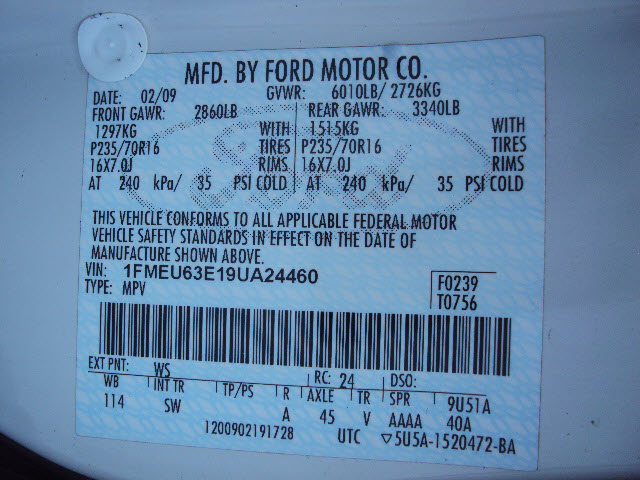 MFD. BY FORD MOTOR CO.
DATE: 02/09 GVWR: 6010LB/ 2726KG
FRONT GAWR: 2860LB REAR GAWR: 3340LB
1297KG WITH 1515KG WITH
P235/70R16 TIRES P235/70R16 TIRES
16X7.0J RIMS 16X7.0J RIMS
AT 240 kPa/ 35 PSI COLD AT 240 kPa/ 35 PSI COLD
THIS VEHICLE CONFORMS TO ALL APPLICABLE FEDERAL MOTOR
VEHICLE SAFETY STANDARDS IN EFFECT ON THE DATE OF
MANUFACTURE SHOWN ABOVE.
VIN: 1FMEU63E19UA24460 F0239
TYPE: MPV T0756
EXT PNT: WS RC: 24 DSO:
WB INT TR TP/PS R AXLE TR SPR 9U51A
114 SW A 45 V AAAA 40A
1200902191728 UTC ▽5U5A-1520472-BA